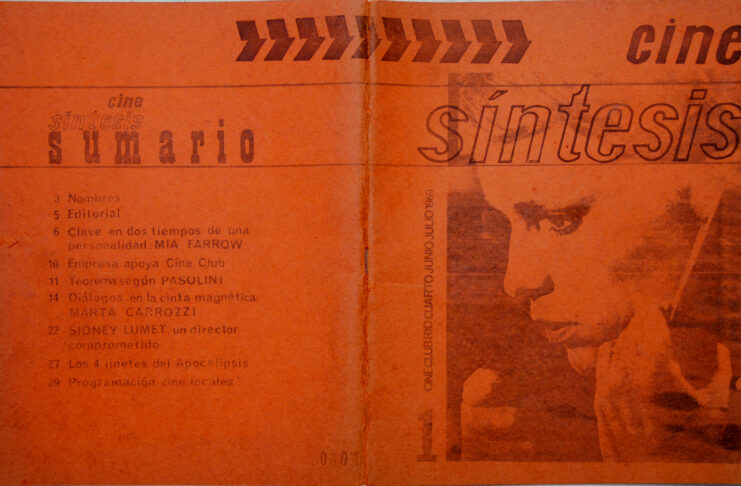 cine
síntesis
sumario
3 Nombres
5 Editorial
6 Clave en dos tiempos de una
personalidad MIA FARROW
10 Empresa apoya Cine Club
11 Teorema según PASOLINI
14 Diálogos en la cinta magnética:
MARTA CARROZZI
22 SIDNEY LUMET, un director
comprometido
27 Los 4 jinetes del Apocalipsis
29 Programación cine locales
cine
síntesis
CINE CLUB RIO CUARTO JUNIO JULIO 1969
1